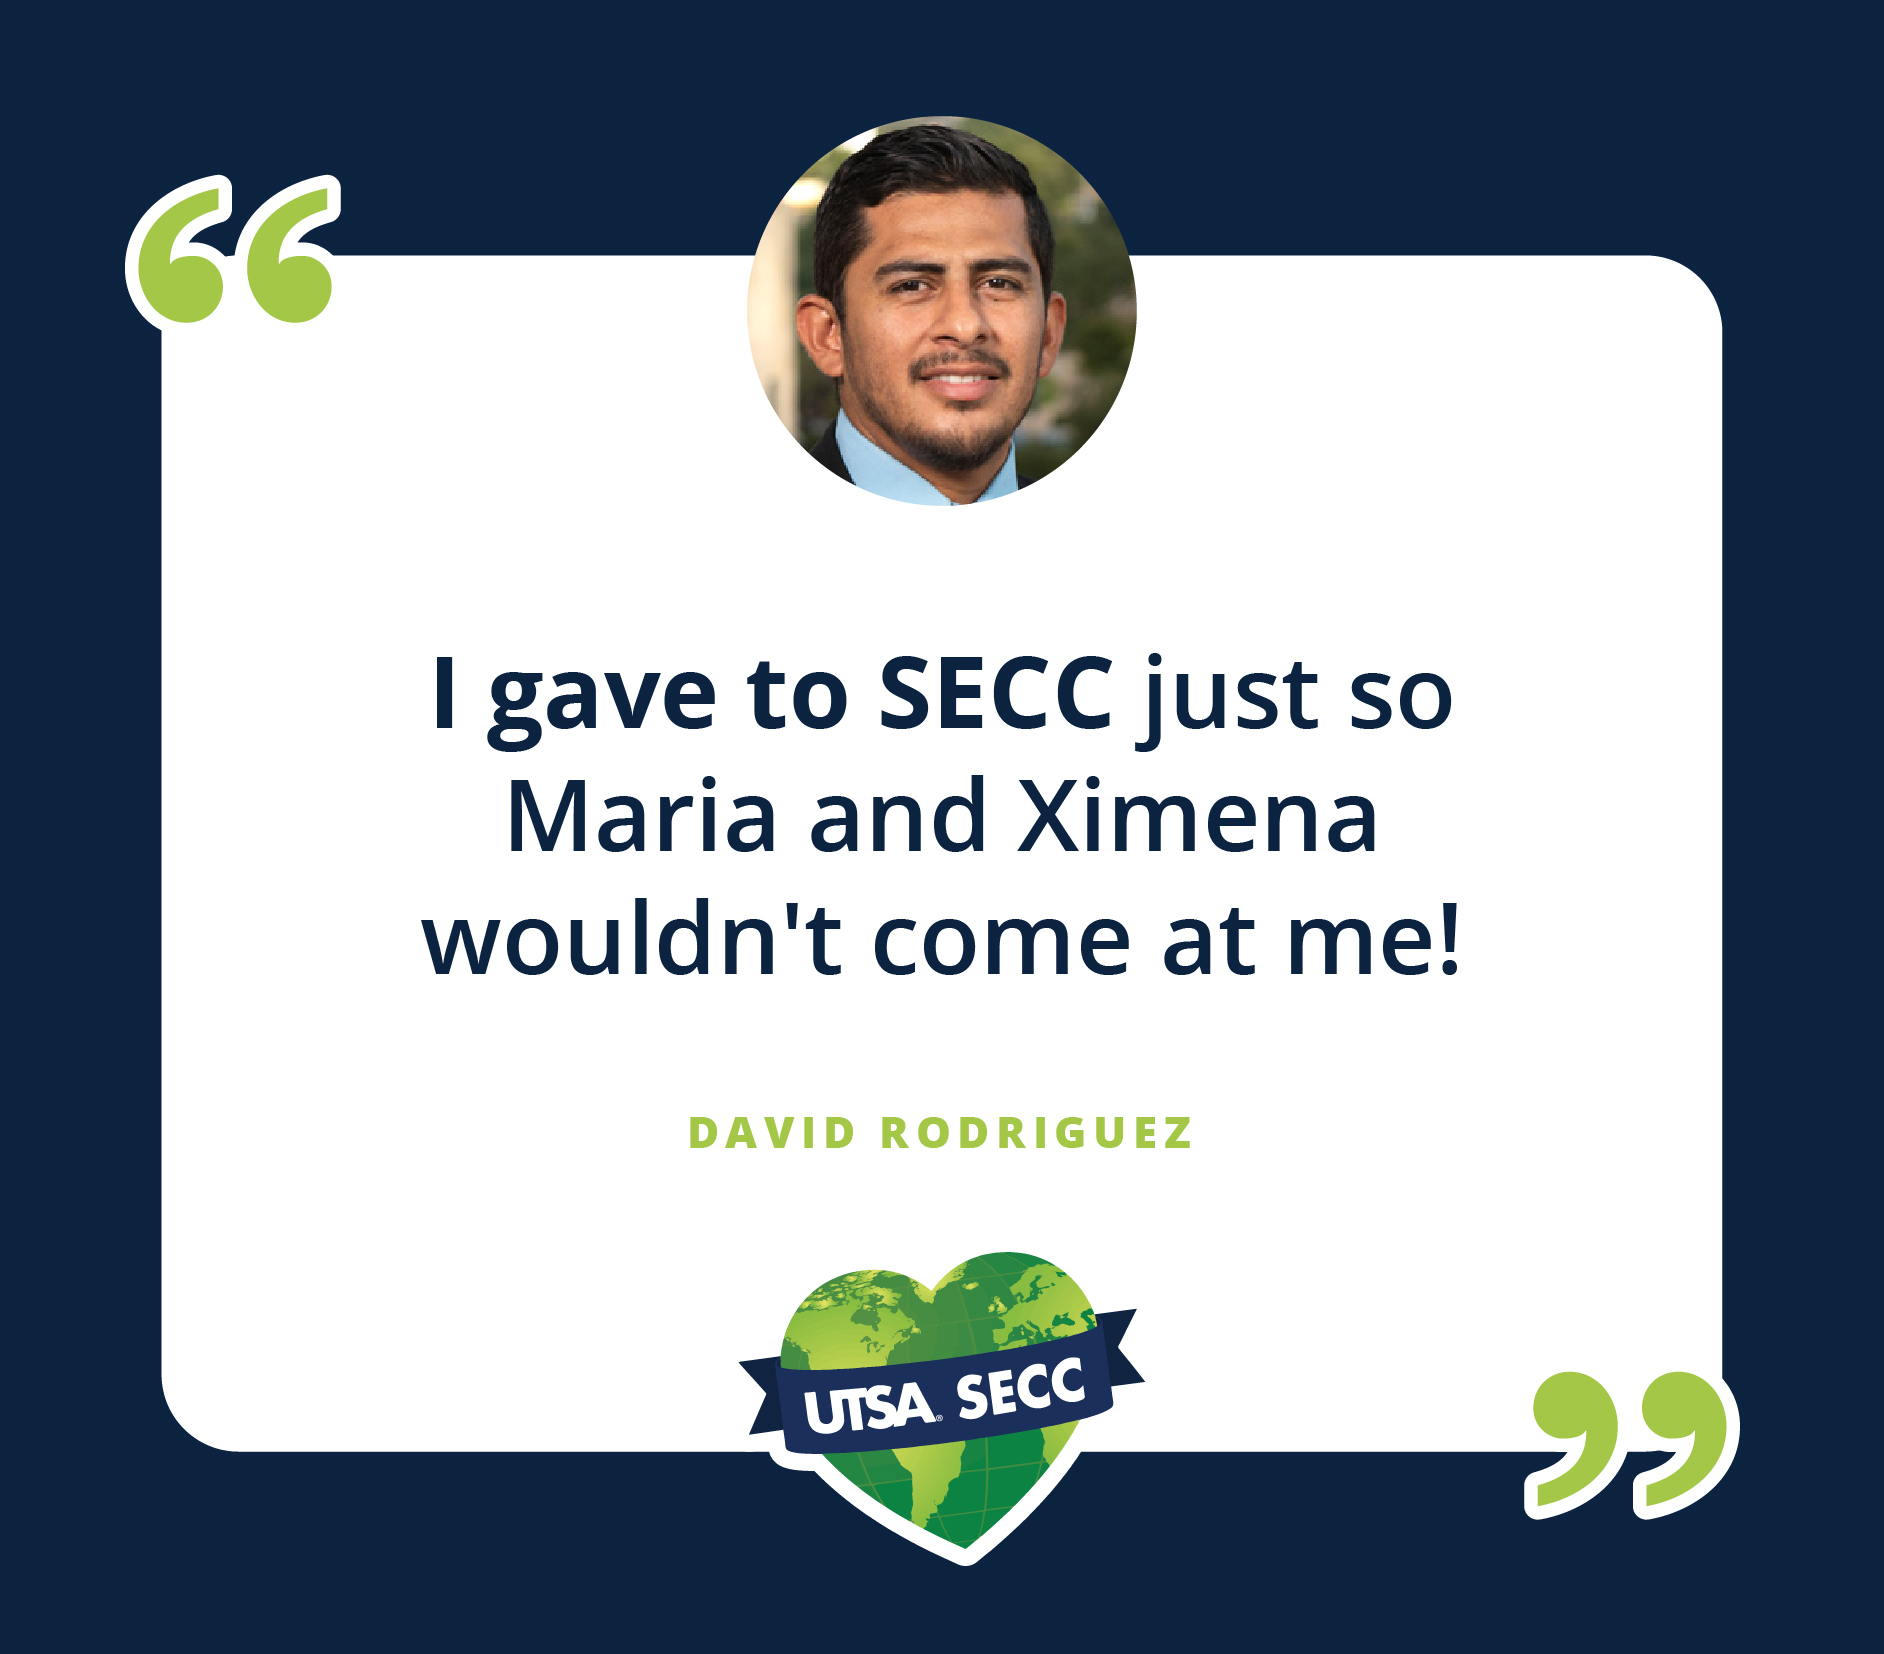 “
I gave to SECC just so
Maria and Ximena
wouldn't come at me!
DAVID RODRIGUEZ
UTSA® SECC
”